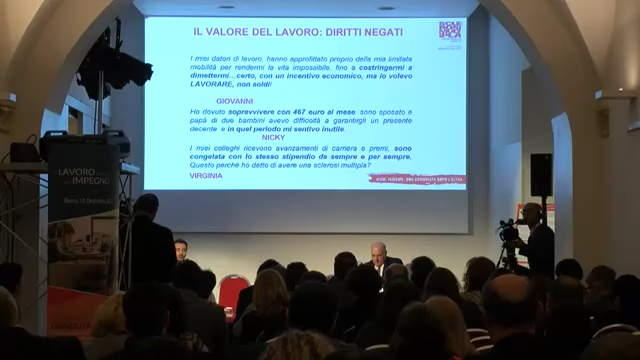 IL VALORE DEL LAVORO: DIRITTI NEGATI
I miei datori di lavoro, hanno approfittato proprio della mia limitata
mobilità per rendermi la vita impossibile, fino a costringermi a
dimettermi...certo, con un incentivo economico, ma io volevo
LAVORARE, non soldi!
GIOVANNI
Ho dovuto sopravvivere con 467 euro al mese, sono sposato e
papà di due bambini avevo difficoltà a garantirgli un presente
decente e in quel periodo mi sentivo inutile.
NICKY
I miei colleghi ricevono avanzamenti di carriera e premi, sono
congelata con lo stesso stipendio da sempre e per sempre.
Questo perché ho detto di avere una sclerosi multipla?
VIRGINIA
LAVORO
IMPEGNO
Roma,